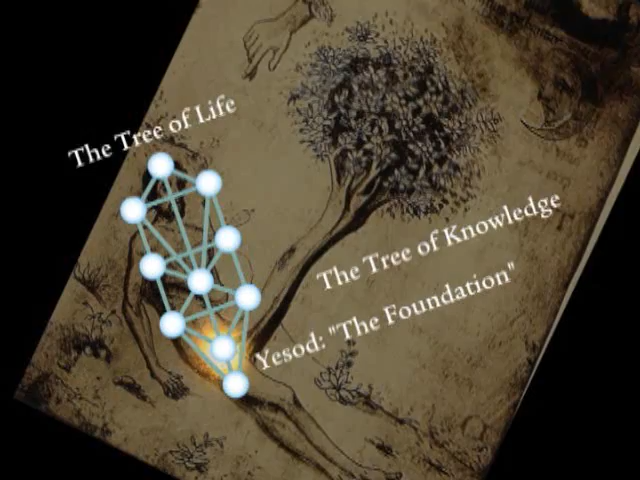 The Tree of Life
The Tree of Knowledge
Yesod: "The Foundation"